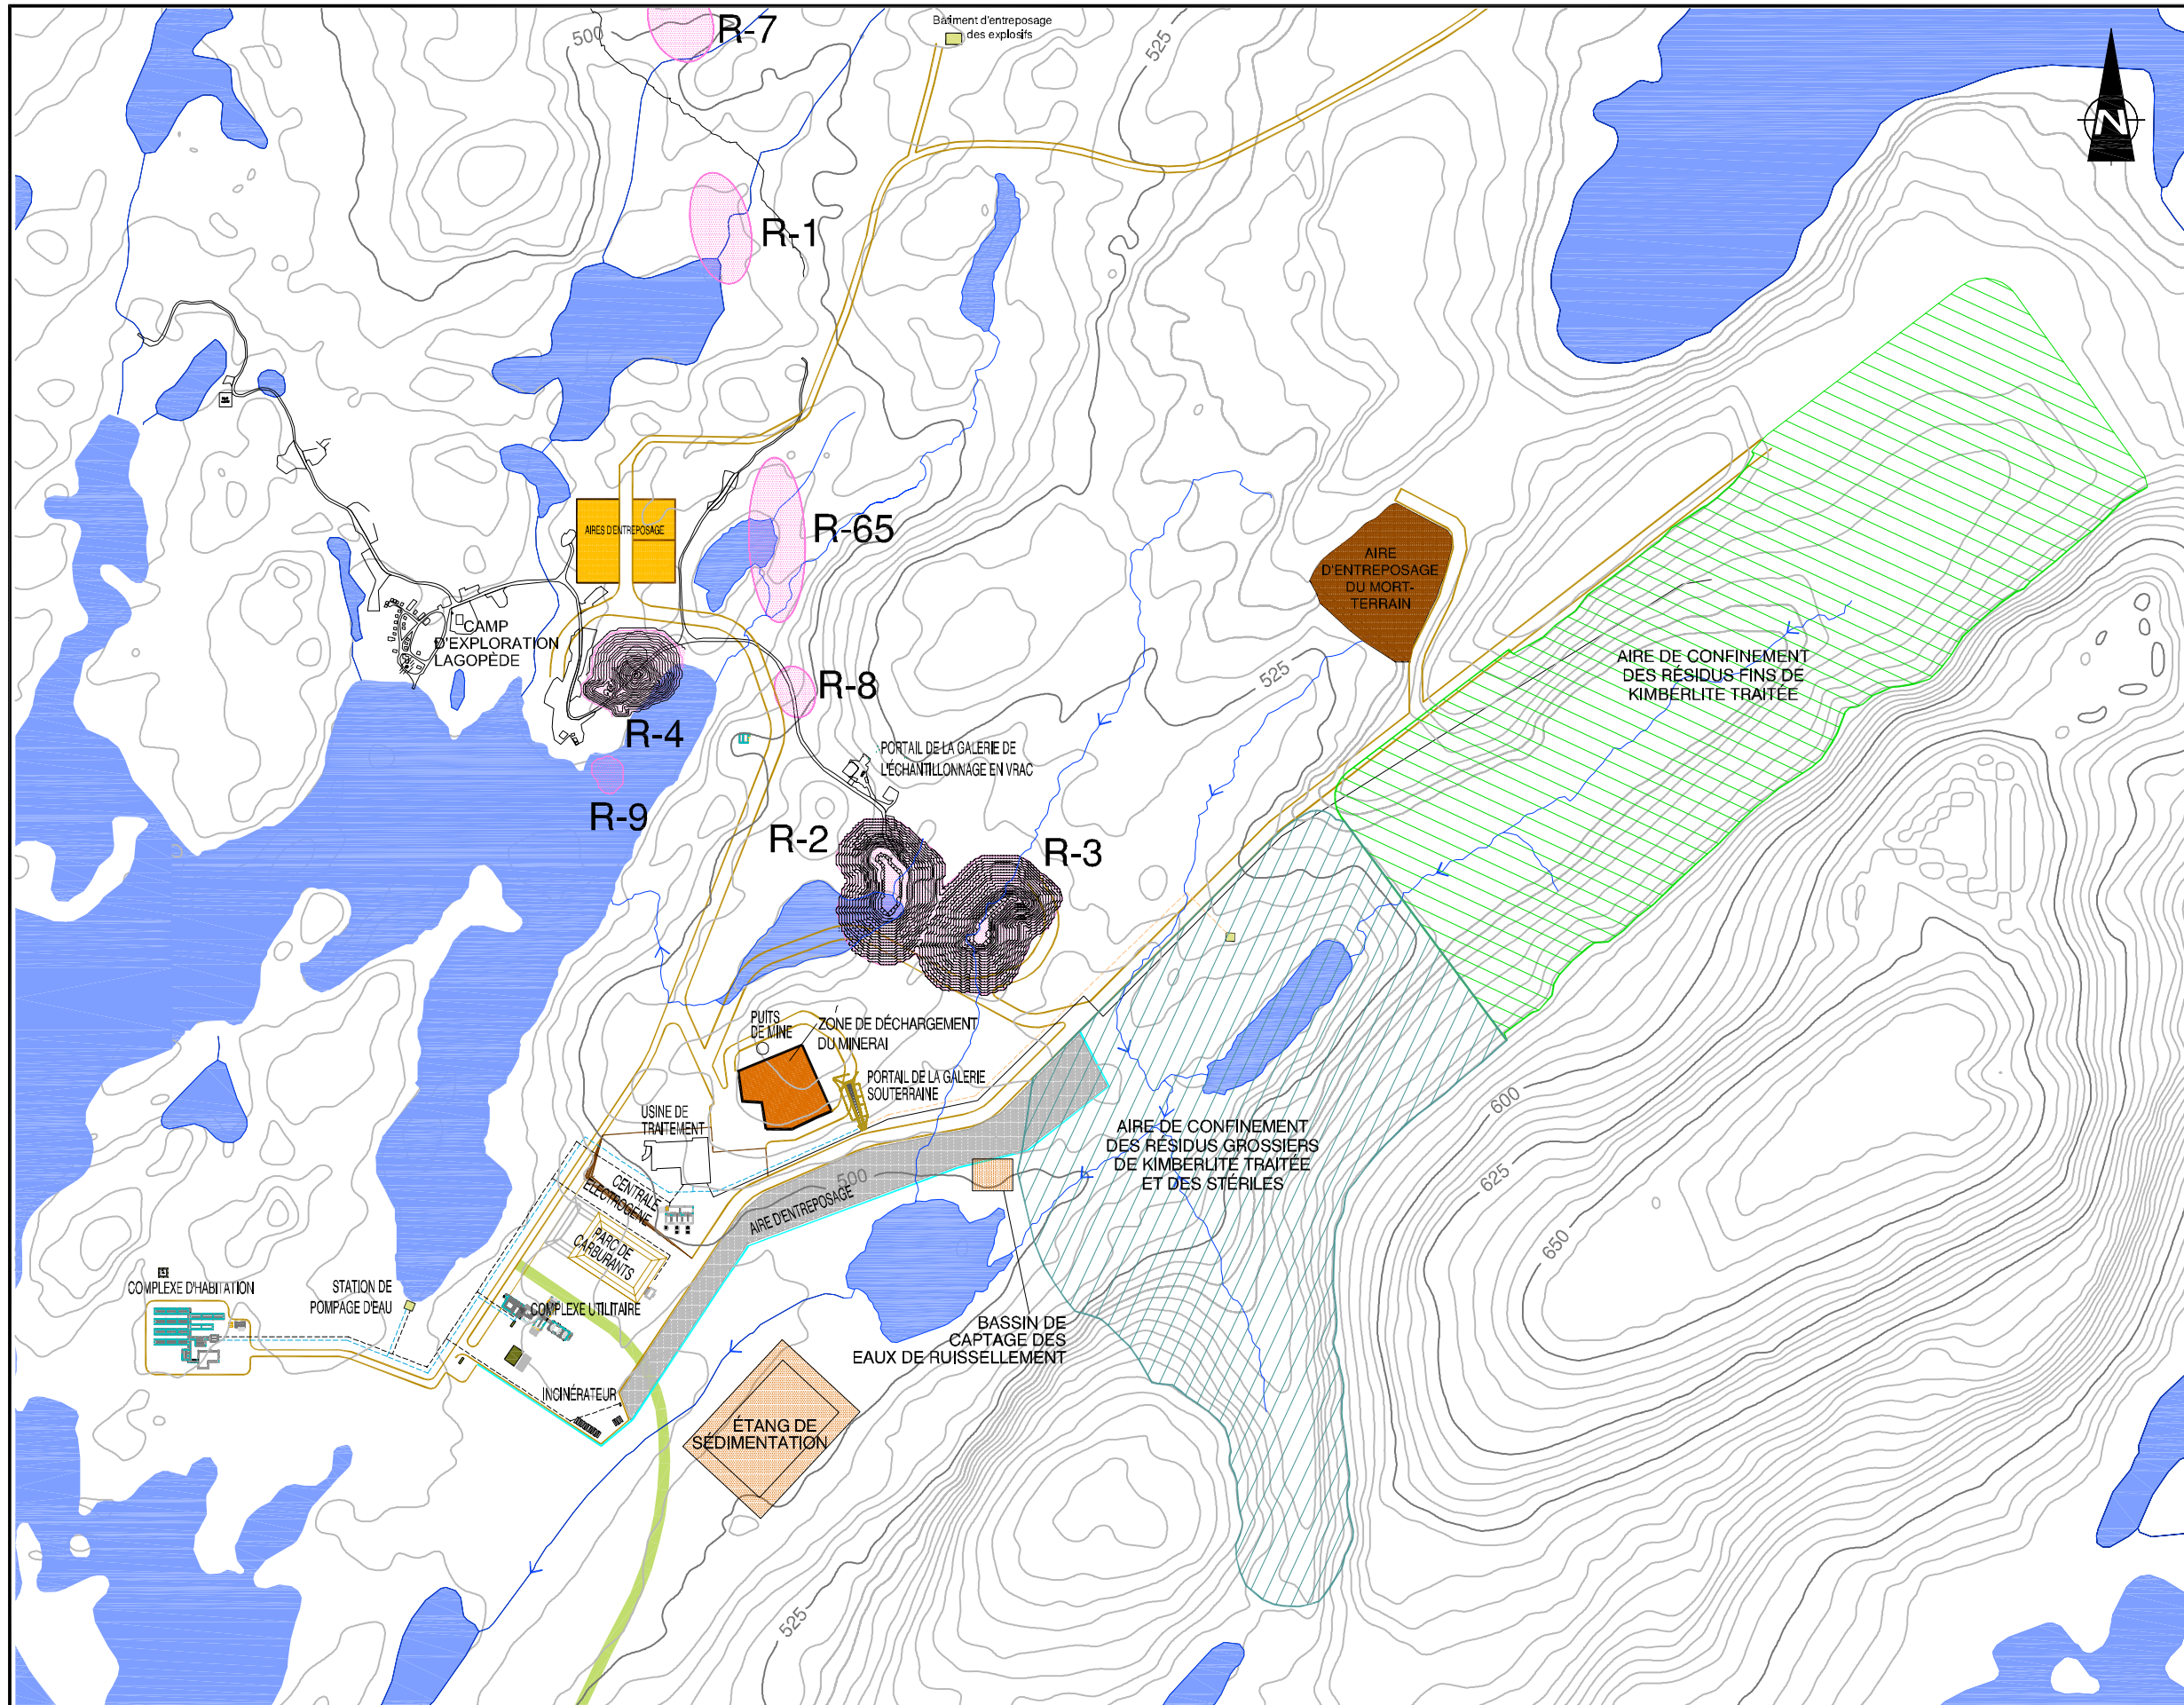 R-7
Bâtiment d'entreposage
des explosifs
500
525
N
R-1
AIRES D'ENTREPOSAGE
R-65
AIRE
D'ENTREPOSAGE
DU MORT-
TERRAIN
CAMP
D'EXPLORATION
LAGOPÈDE
AIRE DE CONFINEMENT
DES RÉSIDUS FINS DE
KIMBERLITE TRAITÉE
525
R-8
R-4
PORTAIL DE LA GALERIE DE
L'ÉCHANTILLONNAGE EN VRAC
R-9
R-2
R-3
PUITS
DE MINE
ZONE DE DÉCHARGEMENT
DU MINERAI
PORTAIL DE LA GALERIE
SOUTERRAINE
USINE DE
TRAITEMENT
600
AIRE DE CONFINEMENT
DES RÉSIDUS GROSSIERS
DE KIMBERLITE TRAITÉE
ET DES STÉRILES
625
500
CENTRALE
ÉLECTROGÈNE
AIRE D'ENTREPOSAGE
PARC DE
CARBURANTS
650
COMPLEXE D'HABITATION
STATION DE
POMPAGE D'EAU
COMPLEXE UTILITAIRE
BASSIN DE
CAPTAGE DES
EAUX DE RUISSELLEMENT
INCINÉRATEUR
ÉTANG DE
SÉDIMENTATION
525